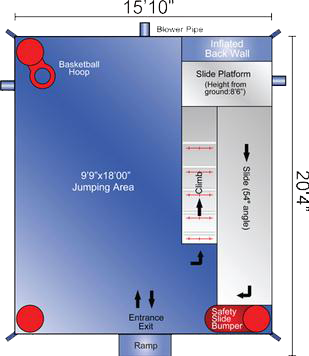 15'10"
Blower Pipe
Inflated
Back Wall
Basketball
Hoop
Slide Platform
(Height from
ground:8'6")
9'9"x18'00"
Jumping Area
Climb
Slide (54° angle)
20'4"
Entrance
Exit
Safety
Slide
Bumper
Ramp